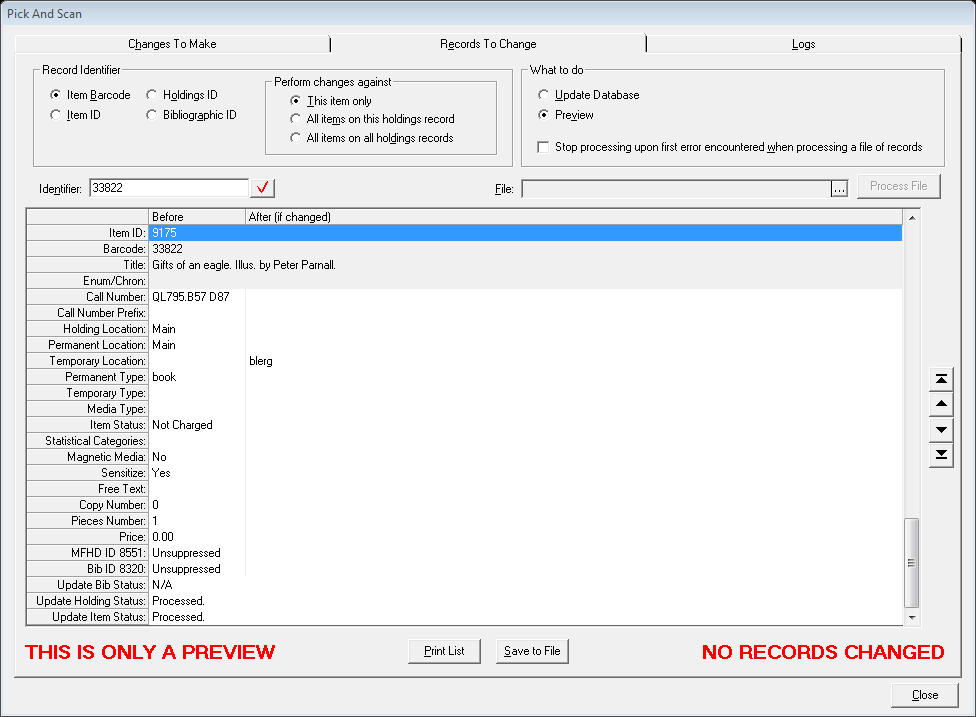 Pick And Scan
Changes To Make Records To Change Logs
Record Identifier
Item Barcode Holdings ID
Item ID Bibliographic ID
Perform changes against
This item only
All items on this holdings record
All items on all holdings records
What to do
Update Database
Preview
Stop processing upon first error encountered when processing a file of records
Identifier: 33822 File: ... Process File
Before After (if changed)
Item ID: 9175
Barcode: 33822
Title: Gifts of an eagle. Illus. by Peter Parnall.
Enum/Chron:
Call Number: QL795.B57 D87
Call Number Prefix:
Holding Location: Main
Permanent Location: Main
Temporary Location: blerg
Permanent Type: book
Temporary Type:
Media Type:
Item Status: Not Charged
Statistical Categories:
Magnetic Media: No
Sensitize: Yes
Free Text:
Copy Number: 0
Pieces Number: 1
Price: 0.00
MFHD ID 8551: Unsuppressed
Bib ID 8320: Unsuppressed
Update Bib Status: N/A
Update Holding Status: Processed.
Update Item Status: Processed.
THIS IS ONLY A PREVIEW Print List Save to File NO RECORDS CHANGED
Close